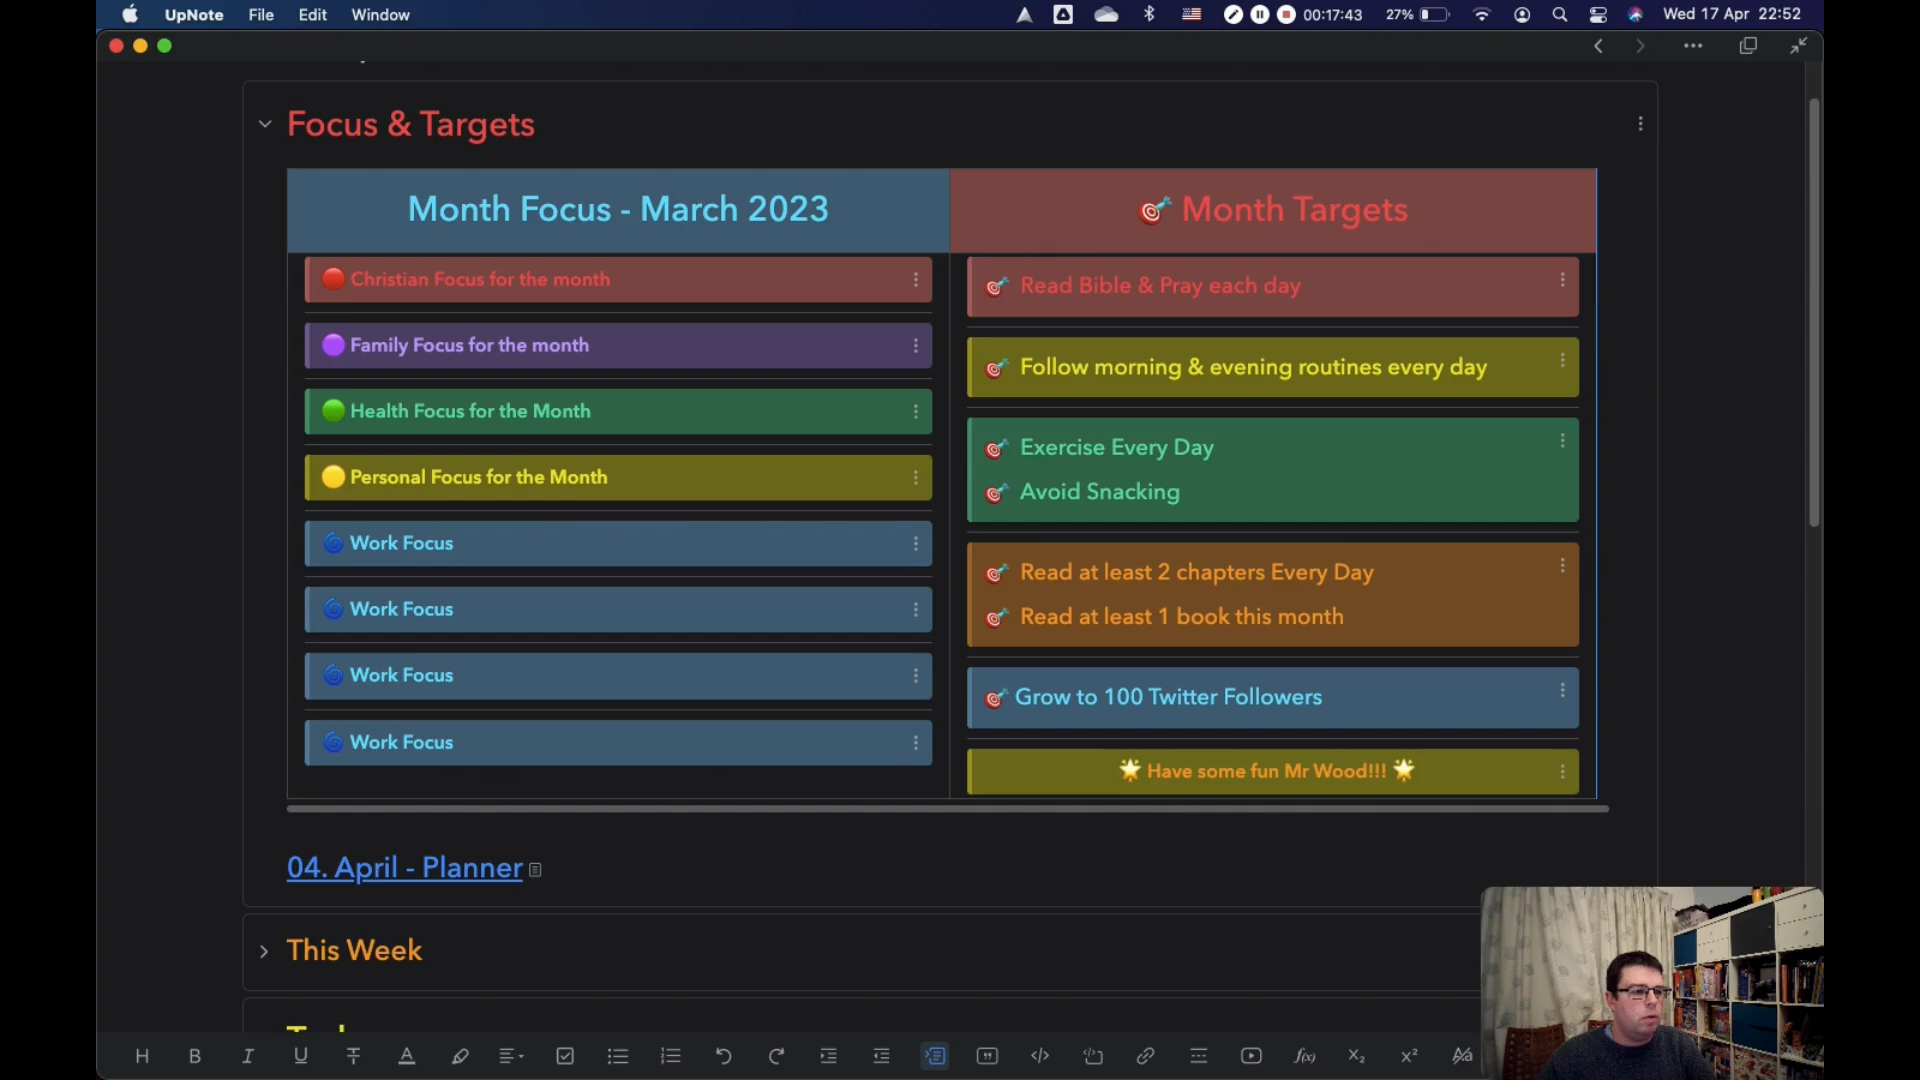 UpNote File Edit Window
00:17:43 27% Wed 17 Apr 22:52
Focus & Targets
Month Focus - March 2023
Month Targets
Christian Focus for the month
Family Focus for the month
Health Focus for the Month
Personal Focus for the Month
Work Focus
Work Focus
Work Focus
Work Focus
Read Bible & Pray each day
Follow morning & evening routines every day
Exercise Every Day
Avoid Snacking
Read at least 2 chapters Every Day
Read at least 1 book this month
Grow to 100 Twitter Followers
Have some fun Mr Wood!!!
04. April - Planner
This Week